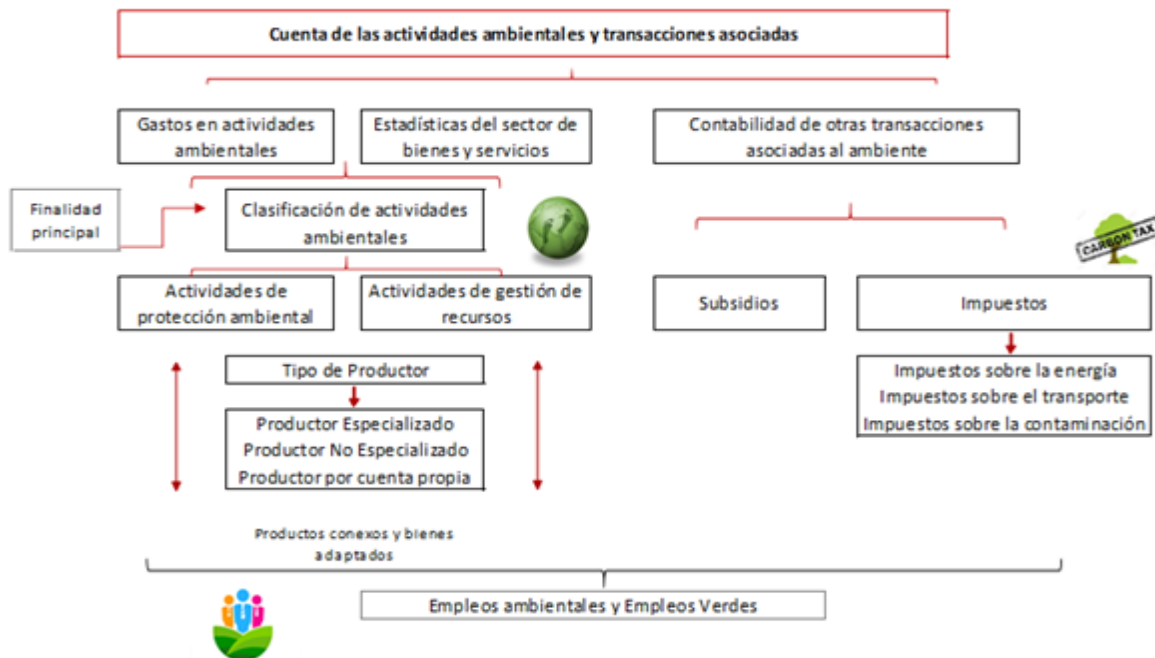 Cuenta de las actividades ambientales y transacciones asociadas
Gastos en actividades
ambientales
Estadísticas del sector de
bienes y servicios
Contabilidad de otras transacciones
asociadas al ambiente
Finalidad
principal
Clasificación de actividades
ambientales
CARBON TAX
Actividades de
protección ambiental
Actividades de gestión de
recursos
Subsidios
Impuestos
Tipo de Productor
Impuestos sobre la energía
Impuestos sobre el transporte
Impuestos sobre la contaminación
Productor Especializado
Productor No Especializado
Productor por cuenta propia
Productos conexos y bienes
adaptados
Empleos ambientales y Empleos Verdes